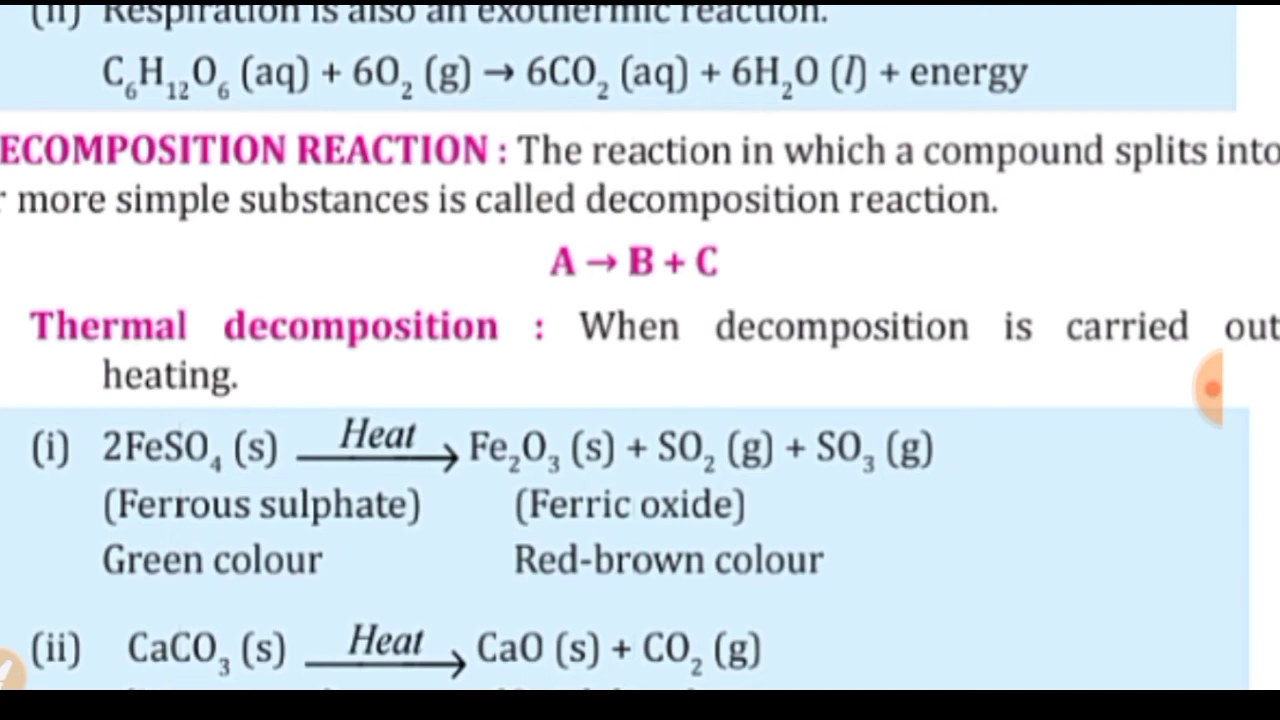 (ii) Respiration is also an exothermic reaction.
C₆H₁₂O₆ (aq) + 6O₂ (g) → 6CO₂ (aq) + 6H₂O (l) + energy
ECOMPOSITION REACTION : The reaction in which a compound splits into
r more simple substances is called decomposition reaction.
A → B + C
Thermal decomposition : When decomposition is carried out
heating.
(i) 2FeSO₄ (s) Heat→ Fe₂O₃ (s) + SO₂ (g) + SO₃ (g)
(Ferrous sulphate) (Ferric oxide)
Green colour Red-brown colour
(ii) CaCO₃ (s) Heat→ CaO (s) + CO₂ (g)